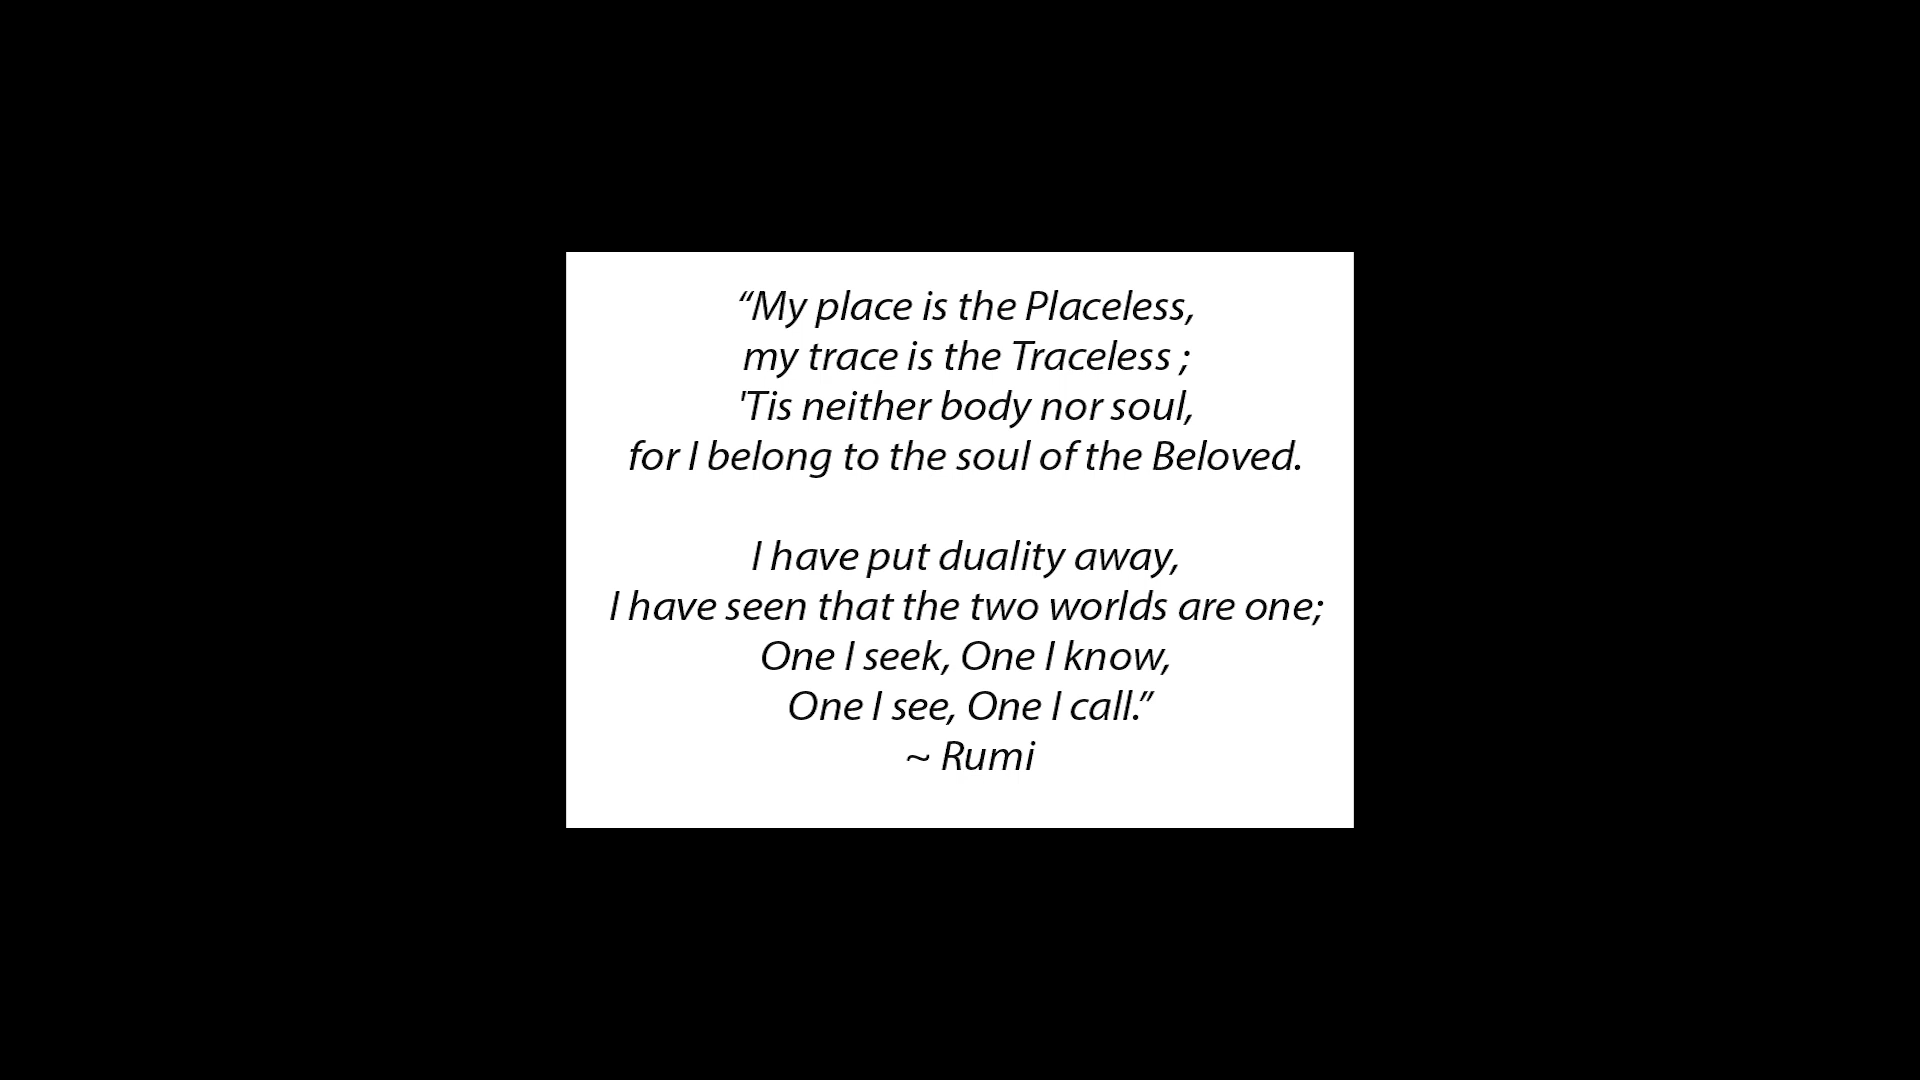 “My place is the Placeless,
my trace is the Traceless ;
'Tis neither body nor soul,
for I belong to the soul of the Beloved.
I have put duality away,
I have seen that the two worlds are one;
One I seek, One I know,
One I see, One I call.”
~ Rumi